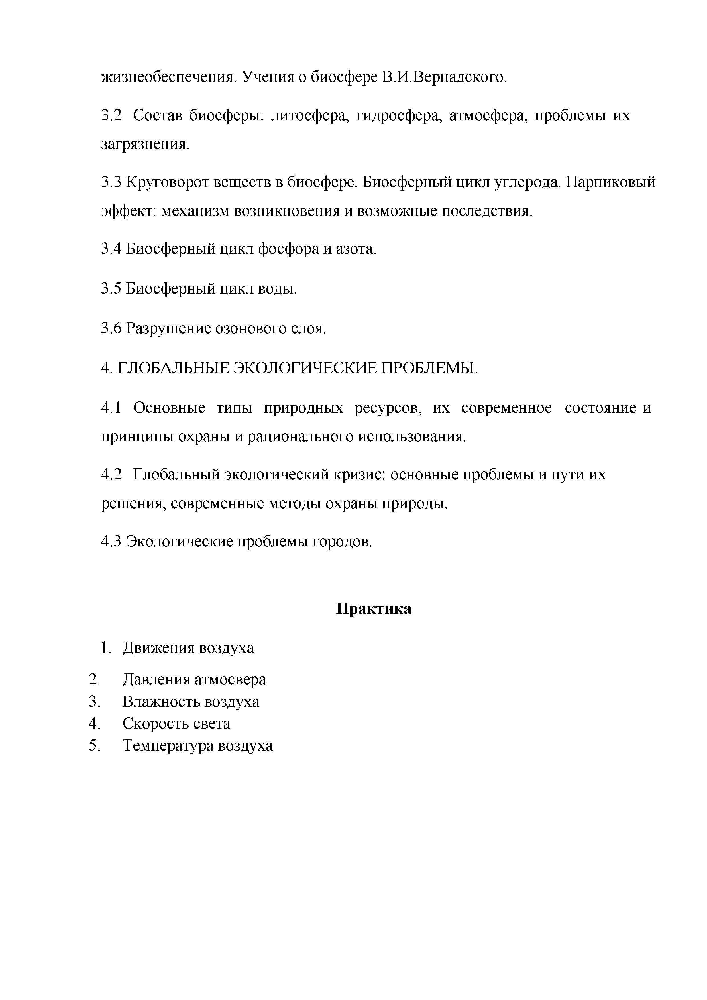 жизнеобеспечения. Учения о биосфере В.И.Вернадского.
3.2 Состав биосферы: литосфера, гидросфера, атмосфера, проблемы их
загрязнения.
3.3 Круговорот веществ в биосфере. Биосферный цикл углерода. Парниковый
эффект: механизм возникновения и возможные последствия.
3.4 Биосферный цикл фосфора и азота.
3.5 Биосферный цикл воды.
3.6 Разрушение озонового слоя.
4. ГЛОБАЛЬНЫЕ ЭКОЛОГИЧЕСКИЕ ПРОБЛЕМЫ.
4.1 Основные типы природных ресурсов, их современное состояние и
принципы охраны и рационального использования.
4.2 Глобальный экологический кризис: основные проблемы и пути их
решения, современные методы охраны природы.
4.3 Экологические проблемы городов.
Практика
1. Движения воздуха
2. Давления атмосвера
3. Влажность воздуха
4. Скорость света
5. Температура воздуха